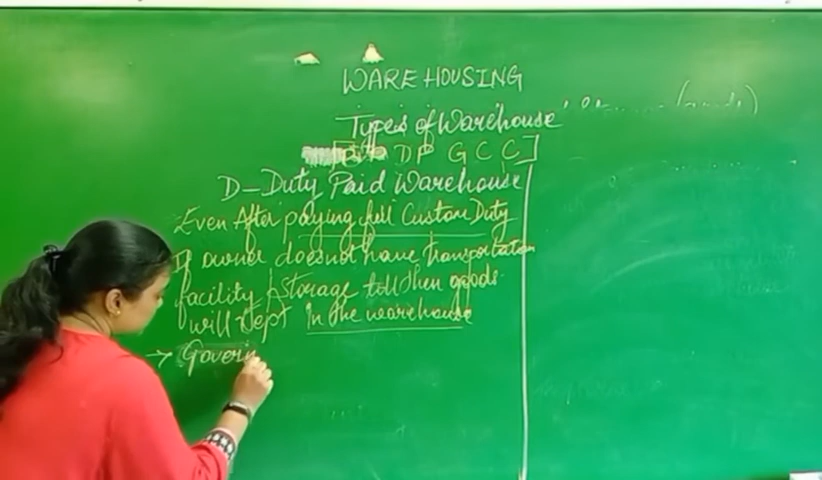 WAREHOUSING
Types of Warehouse
D P G C C]
D-Duty Paid Warehouse
Even After paying full Custom Duty
If owner does not have transportation
facility / Storage till then goods
will kept In the warehouse
→ Govern